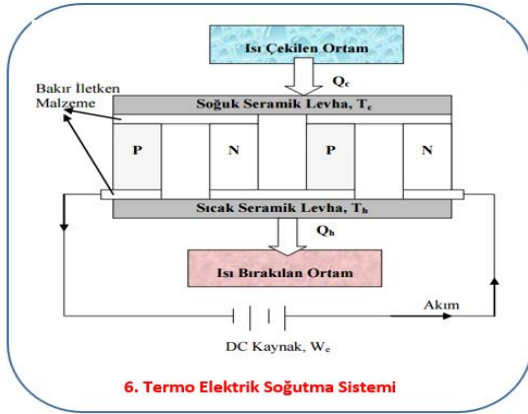 Isı Çekilen Ortam
Bakır İletken
Malzeme
Qc
Soğuk Seramik Levha, Tc
P N P N
Sıcak Seramik Levha, Th
Qh
Isı Bırakılan Ortam
Akım
DC Kaynak, We
6. Termo Elektrik Soğutma Sistemi